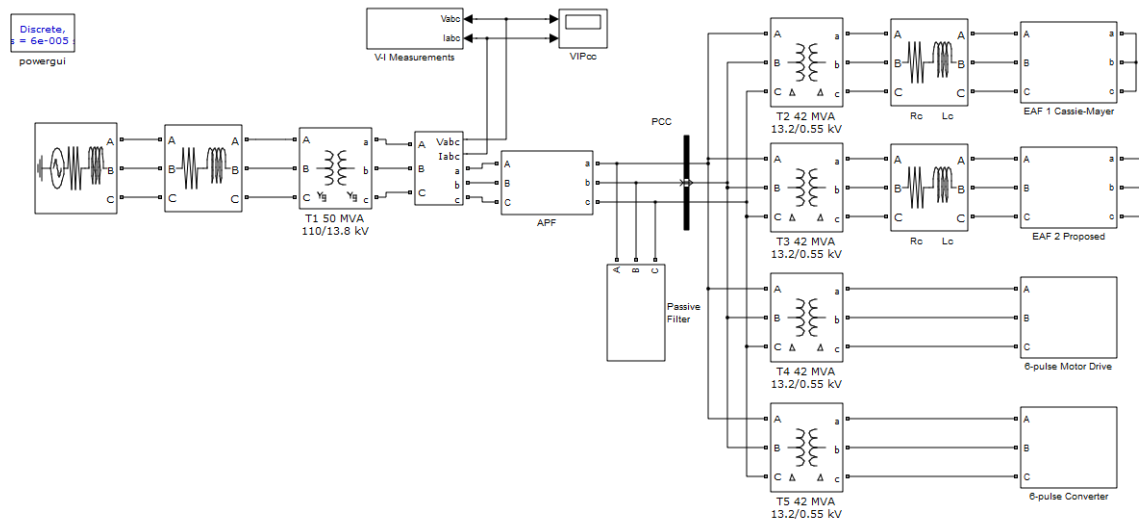 Discrete,
s = 6e-005 s
powergui
Vabc
Iabc
V-I Measurements
VIPcc
A
B
C
A
B
C
A
B
C
A
B
C
Yg
Yg
a
b
c
T1 50 MVA
110/13.8 kV
A
B
C
Vabc
Iabc
a
b
c
A
B
C
a
b
c
APF
PCC
A
B
C
Passive
Filter
A
B
C
Δ
Δ
a
b
c
T2 42 MVA
13.2/0.55 kV
A
B
C
A
B
C
Rc
Lc
A
B
C
a
b
c
EAF 1 Cassie-Mayer
A
B
C
Δ
Δ
a
b
c
T3 42 MVA
13.2/0.55 kV
A
B
C
A
B
C
Rc
Lc
A
B
C
a
b
c
EAF 2 Proposed
A
B
C
Δ
Δ
a
b
c
T4 42 MVA
13.2/0.55 kV
A
B
C
6-pulse Motor Drive
A
B
C
Δ
Δ
a
b
c
T5 42 MVA
13.2/0.55 kV
A
B
C
6-pulse Converter